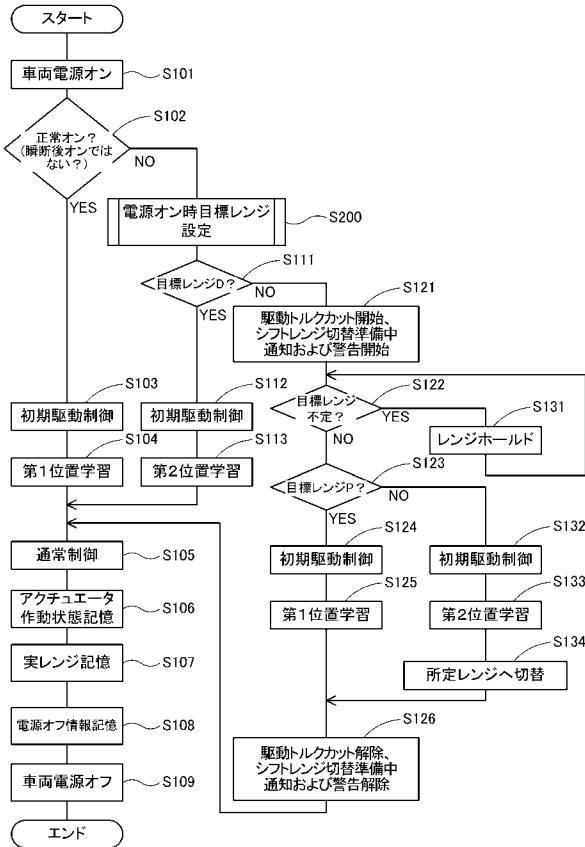 スタート
車両電源オン
S101
正常オン？
(瞬断後オンでは
ない？)
S102
NO
YES
電源オン時目標レンジ
設定
S200
目標レンジD？
S111
NO
YES
駆動トルクカット開始、
シフトレンジ切替準備中
通知および警告開始
S121
目標レンジ
不定？
S122
YES
NO
レンジホールド
S131
初期駆動制御
S103
初期駆動制御
S112
第1位置学習
S104
第2位置学習
S113
目標レンジP？
S123
NO
YES
初期駆動制御
S124
初期駆動制御
S132
第1位置学習
S125
第2位置学習
S133
所定レンジへ切替
S134
通常制御
S105
アクチュエータ
作動状態記憶
S106
実レンジ記憶
S107
電源オフ情報記憶
S108
車両電源オフ
S109
エンド
駆動トルクカット解除、
シフトレンジ切替準備中
通知および警告解除
S126